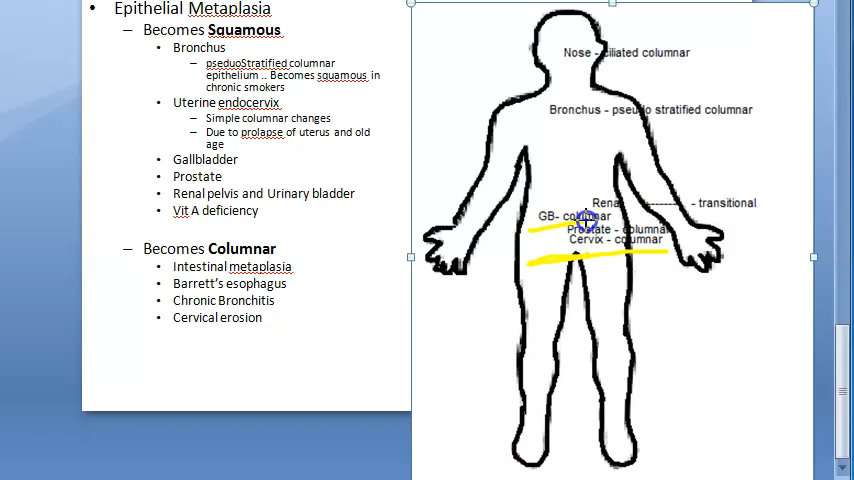 Epithelial Metaplasia
Becomes Squamous
Bronchus
pseduoStratified columnar
epithelium .. Becomes squamous in
chronic smokers
Uterine endocervix
Simple columnar changes
Due to prolapse of uterus and old
age
Gallbladder
Prostate
Renal pelvis and Urinary bladder
Vit A deficiency
Becomes Columnar
Intestinal metaplasia
Barrett's esophagus
Chronic Bronchitis
Cervical erosion
Nose - ciliated columnar
Bronchus - pseudo stratified columnar
- transitional
GB- columnar
Prostate - columnar
Cervix - columnar